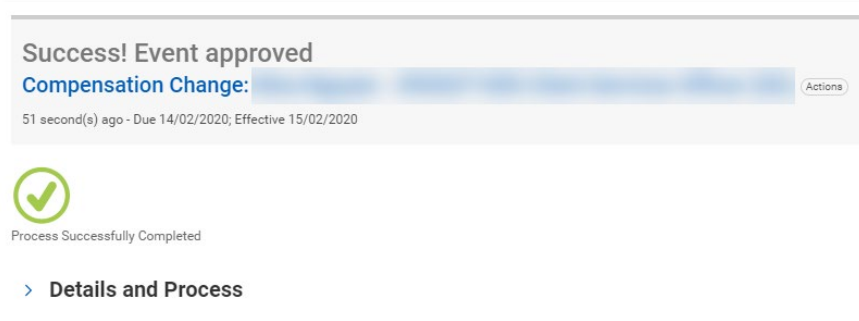 Success! Event approved
Compensation Change:
Actions
51 second(s) ago - Due 14/02/2020; Effective 15/02/2020
Process Successfully Completed
Details and Process